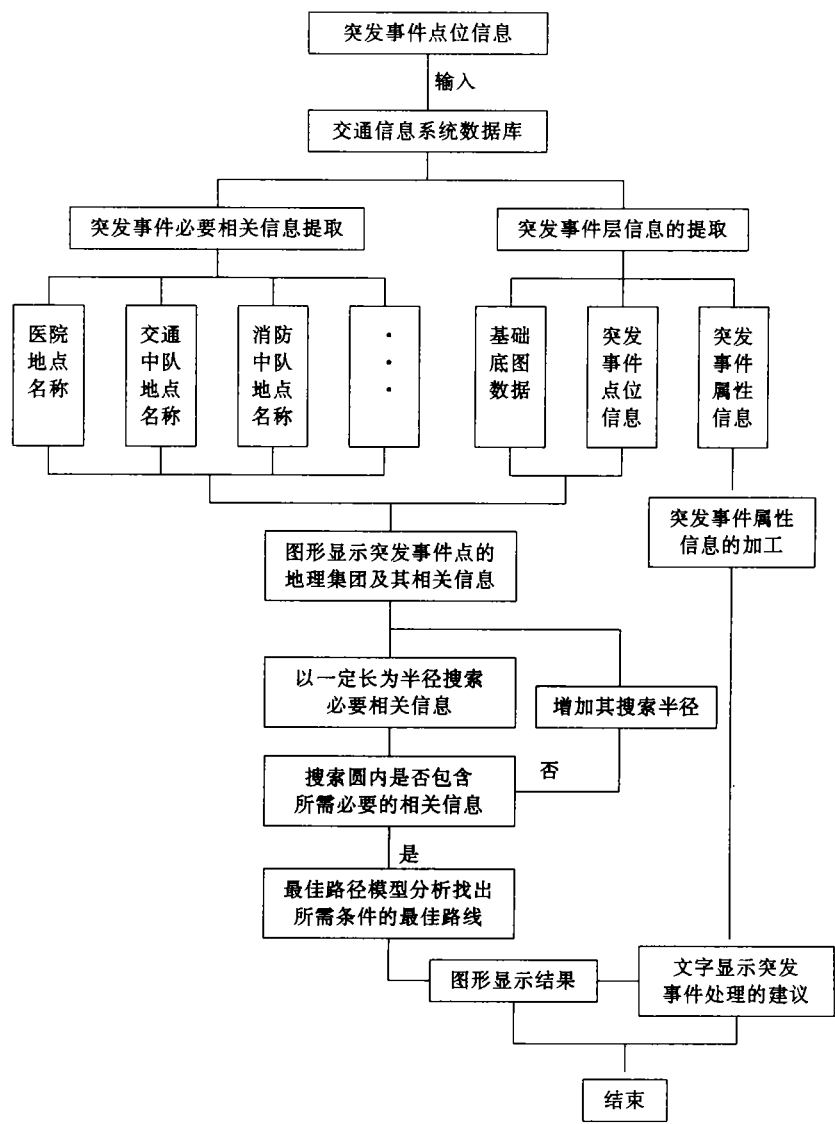 突发事件点位信息
输入
交通信息系统数据库
突发事件必要相关信息提取
突发事件层信息的提取
医院
地点
名称
交通
中队
地点
名称
消防
中队
地点
名称
·
·
·
基础
底图
数据
突发
事件
点位
信息
突发
事件
属性
信息
突发事件属性
信息的加工
图形显示突发事件点的
地理集团及其相关信息
以一定长为半径搜索
必要相关信息
增加其搜索半径
搜索圆内是否包含
所需必要的相关信息
否
是
最佳路径模型分析找出
所需条件的最佳路线
图形显示结果
文字显示突发
事件处理的建议
结束